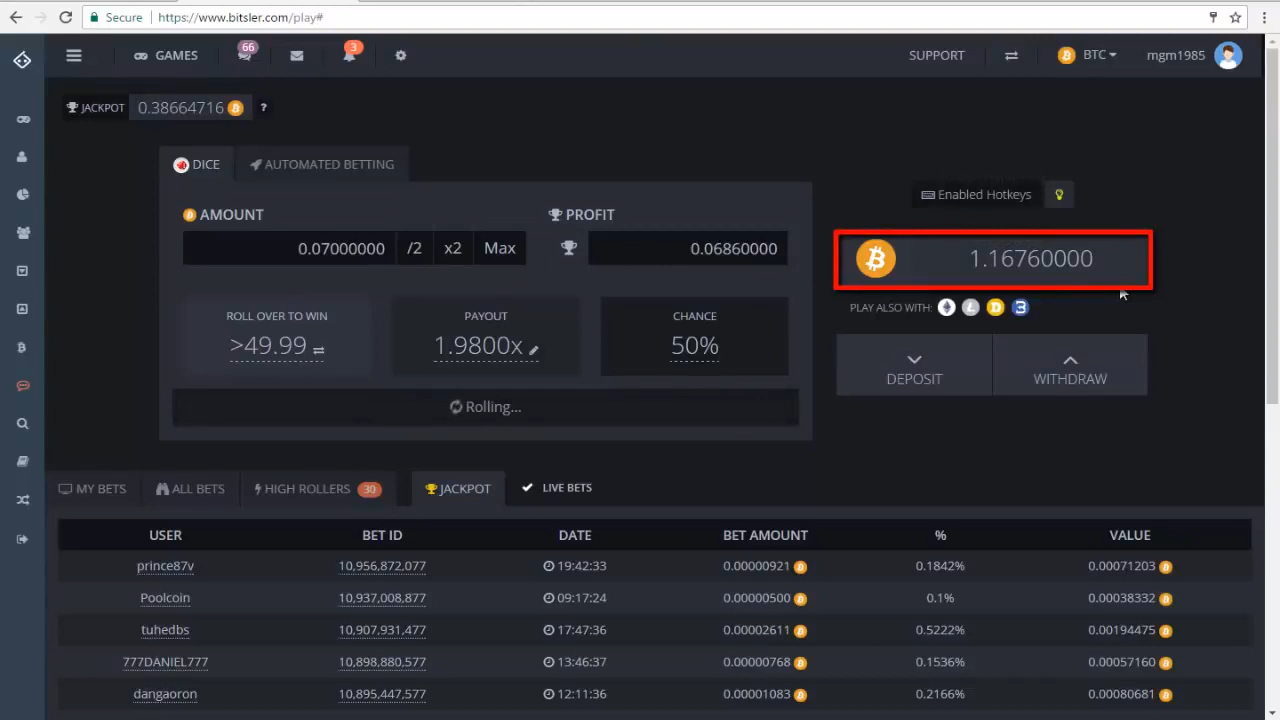 Secure https://www.bitsler.com/play#
GAMES 66 3 SUPPORT BTC mgm1985
JACKPOT 0.38664716 ?
DICE AUTOMATED BETTING
Enabled Hotkeys
AMOUNT PROFIT
0.07000000 /2 x2 Max 0.06860000
1.16760000
PLAY ALSO WITH:
ROLL OVER TO WIN PAYOUT CHANCE
>49.99 1.9800x 50%
DEPOSIT WITHDRAW
Rolling...
MY BETS ALL BETS HIGH ROLLERS 30 JACKPOT LIVE BETS
USER BET ID DATE BET AMOUNT % VALUE
prince87v 10,956,872,077 19:42:33 0.00000921 0.1842% 0.00071203
Poolcoin 10,937,008,877 09:17:24 0.00000500 0.1% 0.00038332
tuhedbs 10,907,931,477 17:47:36 0.00002611 0.5222% 0.00194475
777DANIEL777 10,898,880,577 13:46:37 0.00000768 0.1536% 0.00057160
dangaoron 10,895,447,577 12:11:36 0.00001083 0.2166% 0.00080681